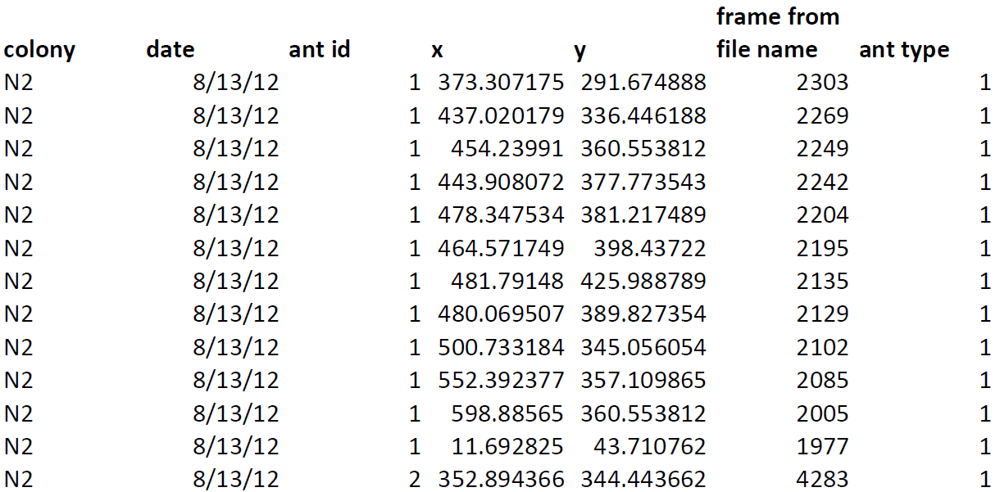 frame from
colony date ant id x y file name ant type
N2 8/13/12 1 373.307175 291.674888 2303 1
N2 8/13/12 1 437.020179 336.446188 2269 1
N2 8/13/12 1 454.23991 360.553812 2249 1
N2 8/13/12 1 443.908072 377.773543 2242 1
N2 8/13/12 1 478.347534 381.217489 2204 1
N2 8/13/12 1 464.571749 398.43722 2195 1
N2 8/13/12 1 481.79148 425.988789 2135 1
N2 8/13/12 1 480.069507 389.827354 2129 1
N2 8/13/12 1 500.733184 345.056054 2102 1
N2 8/13/12 1 552.392377 357.109865 2085 1
N2 8/13/12 1 598.88565 360.553812 2005 1
N2 8/13/12 1 11.692825 43.710762 1977 1
N2 8/13/12 2 352.894366 344.443662 4283 1